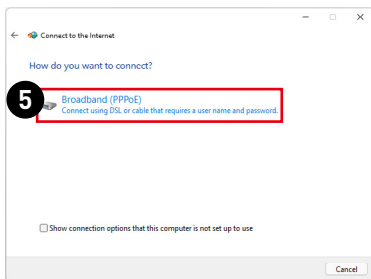 Connect to the Internet
How do you want to connect?
5
Broadband (PPPoE)
Connect using DSL or cable that requires a user name and password.
Show connection options that this computer is not set up to use
Cancel